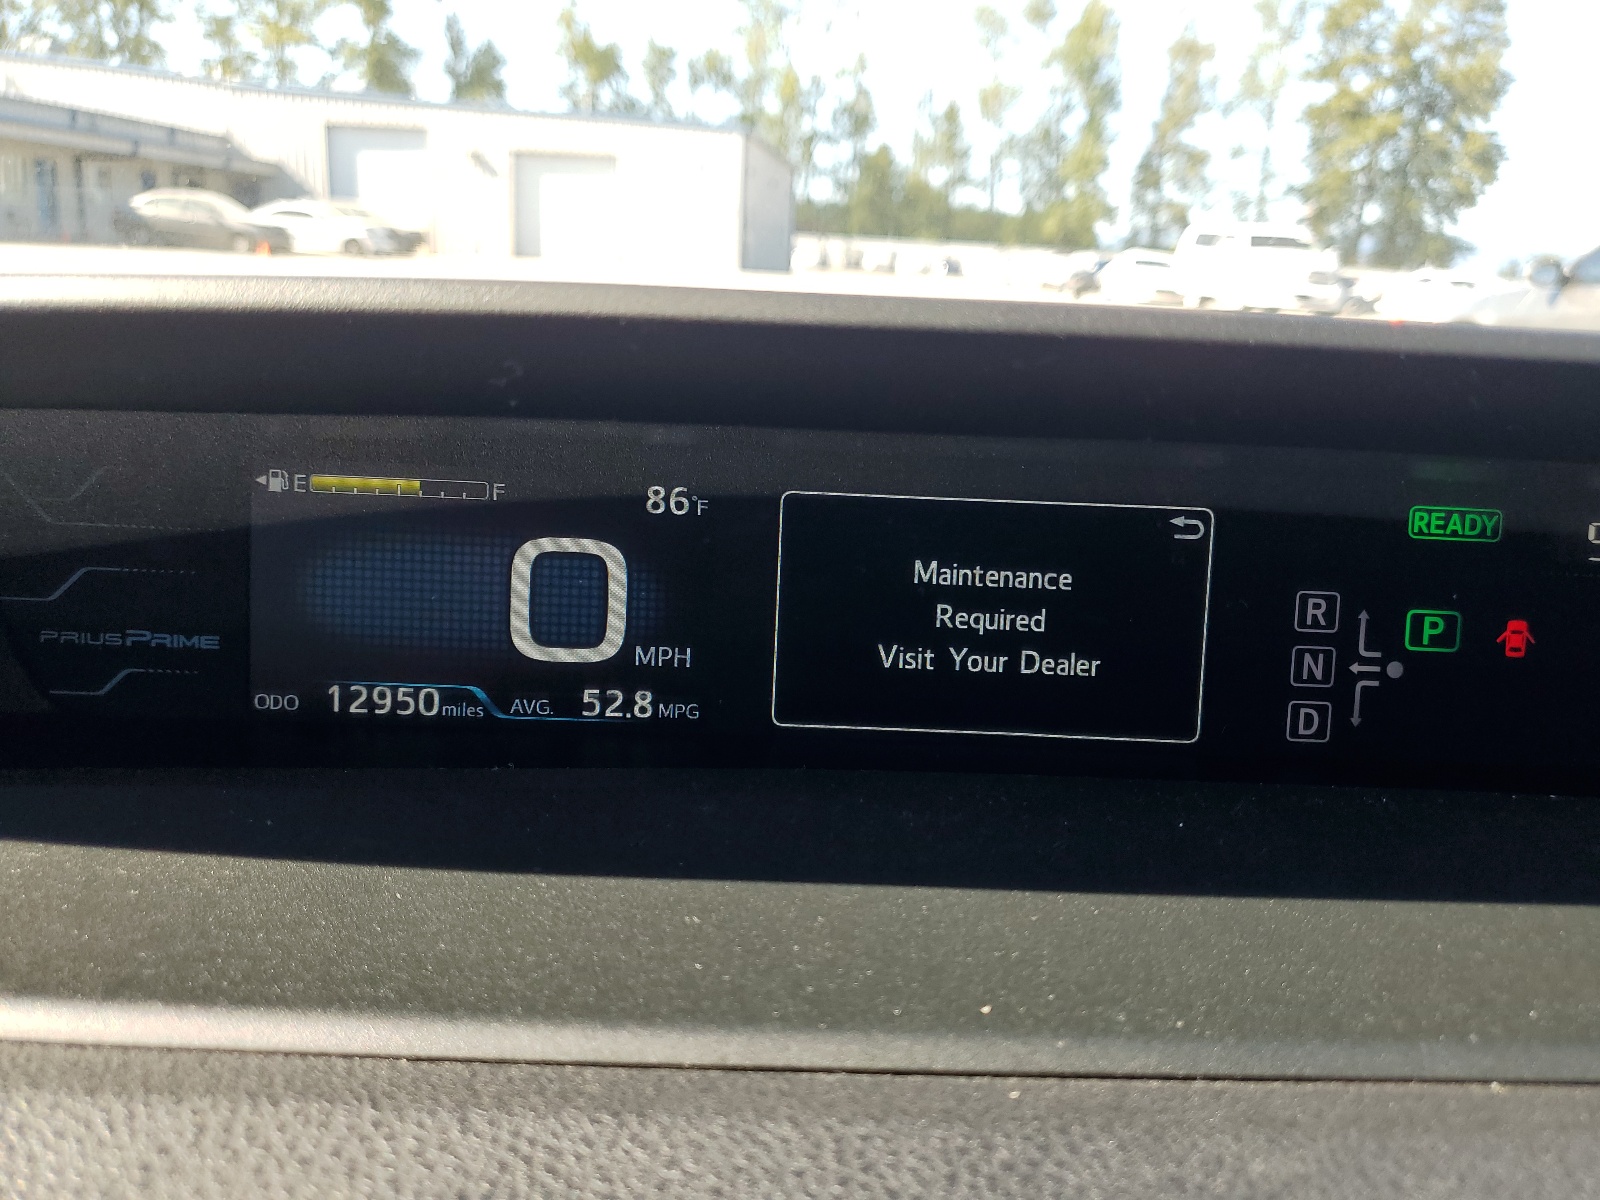 E F
86°F
0 MPH
PRIUS PRIME
ODO 12950 miles AVG. 52.8 MPG
Maintenance
Required
Visit Your Dealer
READY
R
N
D
P